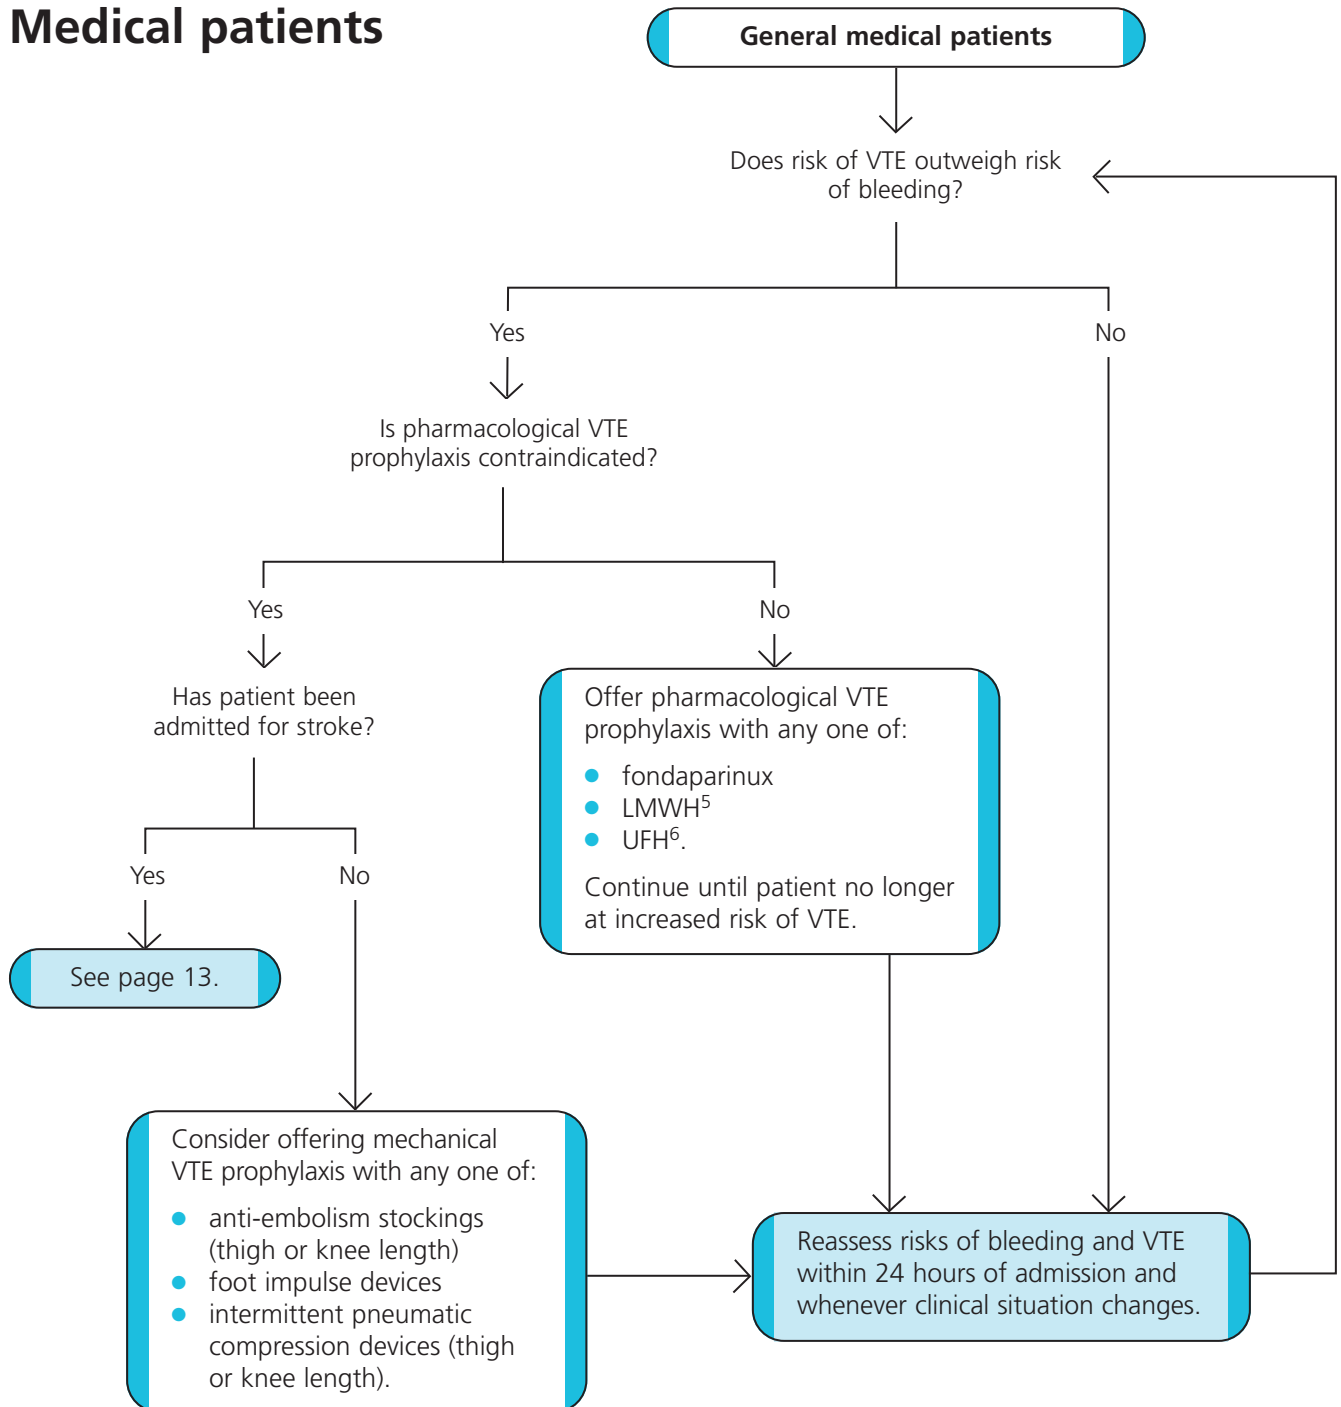 Medical patients
General medical patients
Does risk of VTE outweigh risk
of bleeding?
Yes
No
Is pharmacological VTE
prophylaxis contraindicated?
Yes
No
Has patient been
admitted for stroke?
Offer pharmacological VTE
prophylaxis with any one of:
● fondaparinux
● LMWH⁵
● UFH⁶.
Continue until patient no longer
at increased risk of VTE.
Yes
No
See page 13.
Consider offering mechanical
VTE prophylaxis with any one of:
● anti-embolism stockings
(thigh or knee length)
● foot impulse devices
● intermittent pneumatic
compression devices (thigh
or knee length).
Reassess risks of bleeding and VTE
within 24 hours of admission and
whenever clinical situation changes.